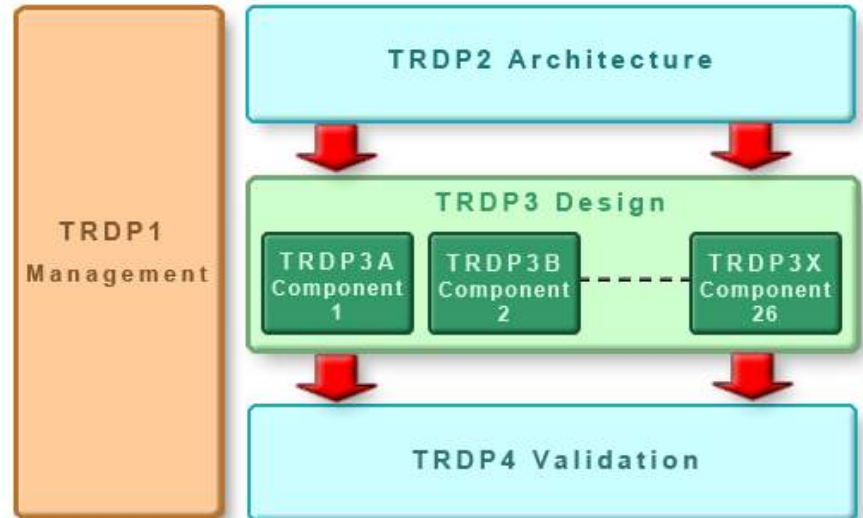 TRDP1
Management
TRDP2 Architecture
TRDP3 Design
TRDP3A
Component
1
TRDP3B
Component
2
TRDP3X
Component
26
TRDP4 Validation